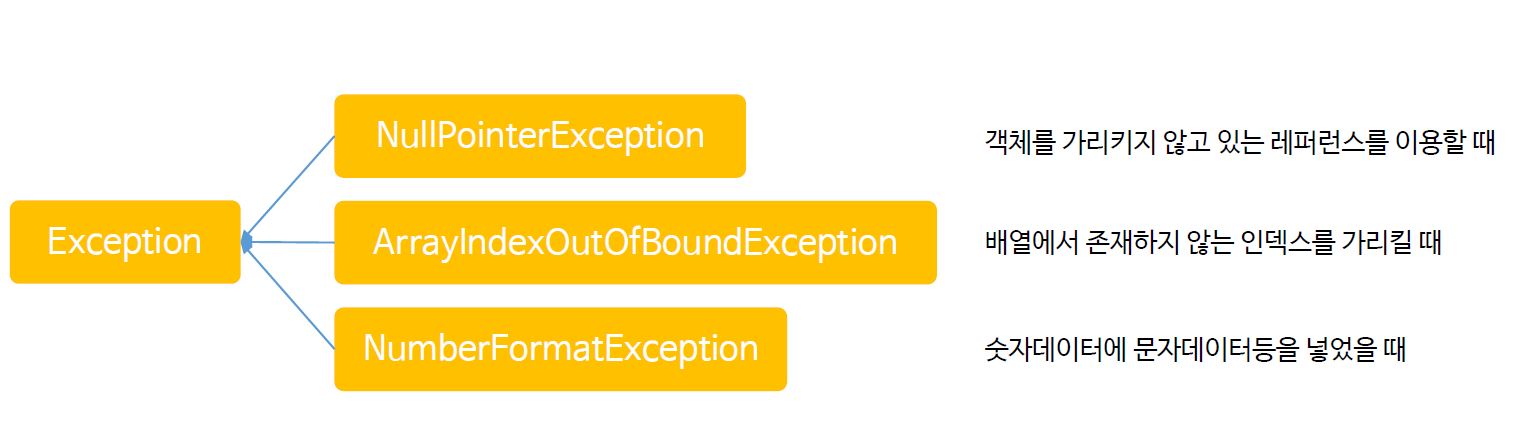 NullPointerException
객체를 가리키지 않고 있는 레퍼런스를 이용할 때
Exception
ArrayIndexOutOfBoundException
배열에서 존재하지 않는 인덱스를 가리킬 때
NumberFormatException
숫자데이터에 문자데이터등을 넣었을 때